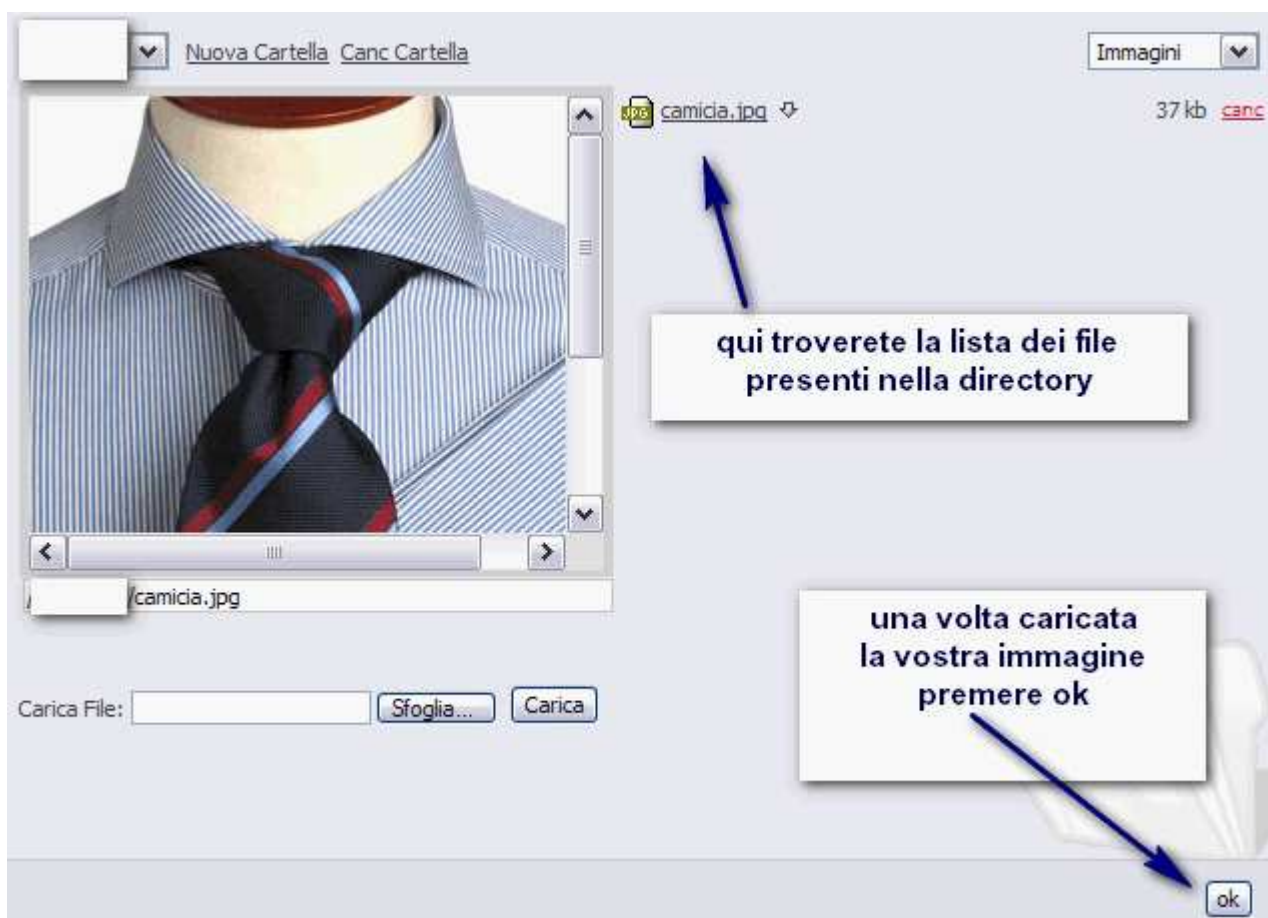 Nuova Cartella Canc Cartella
Immagini
camicia.jpg 37 kb canc
qui troverete la lista dei file
presenti nella directory
/camicia.jpg
una volta caricata
la vostra immagine
premere ok
Carica File: Sfoglia... Carica
ok